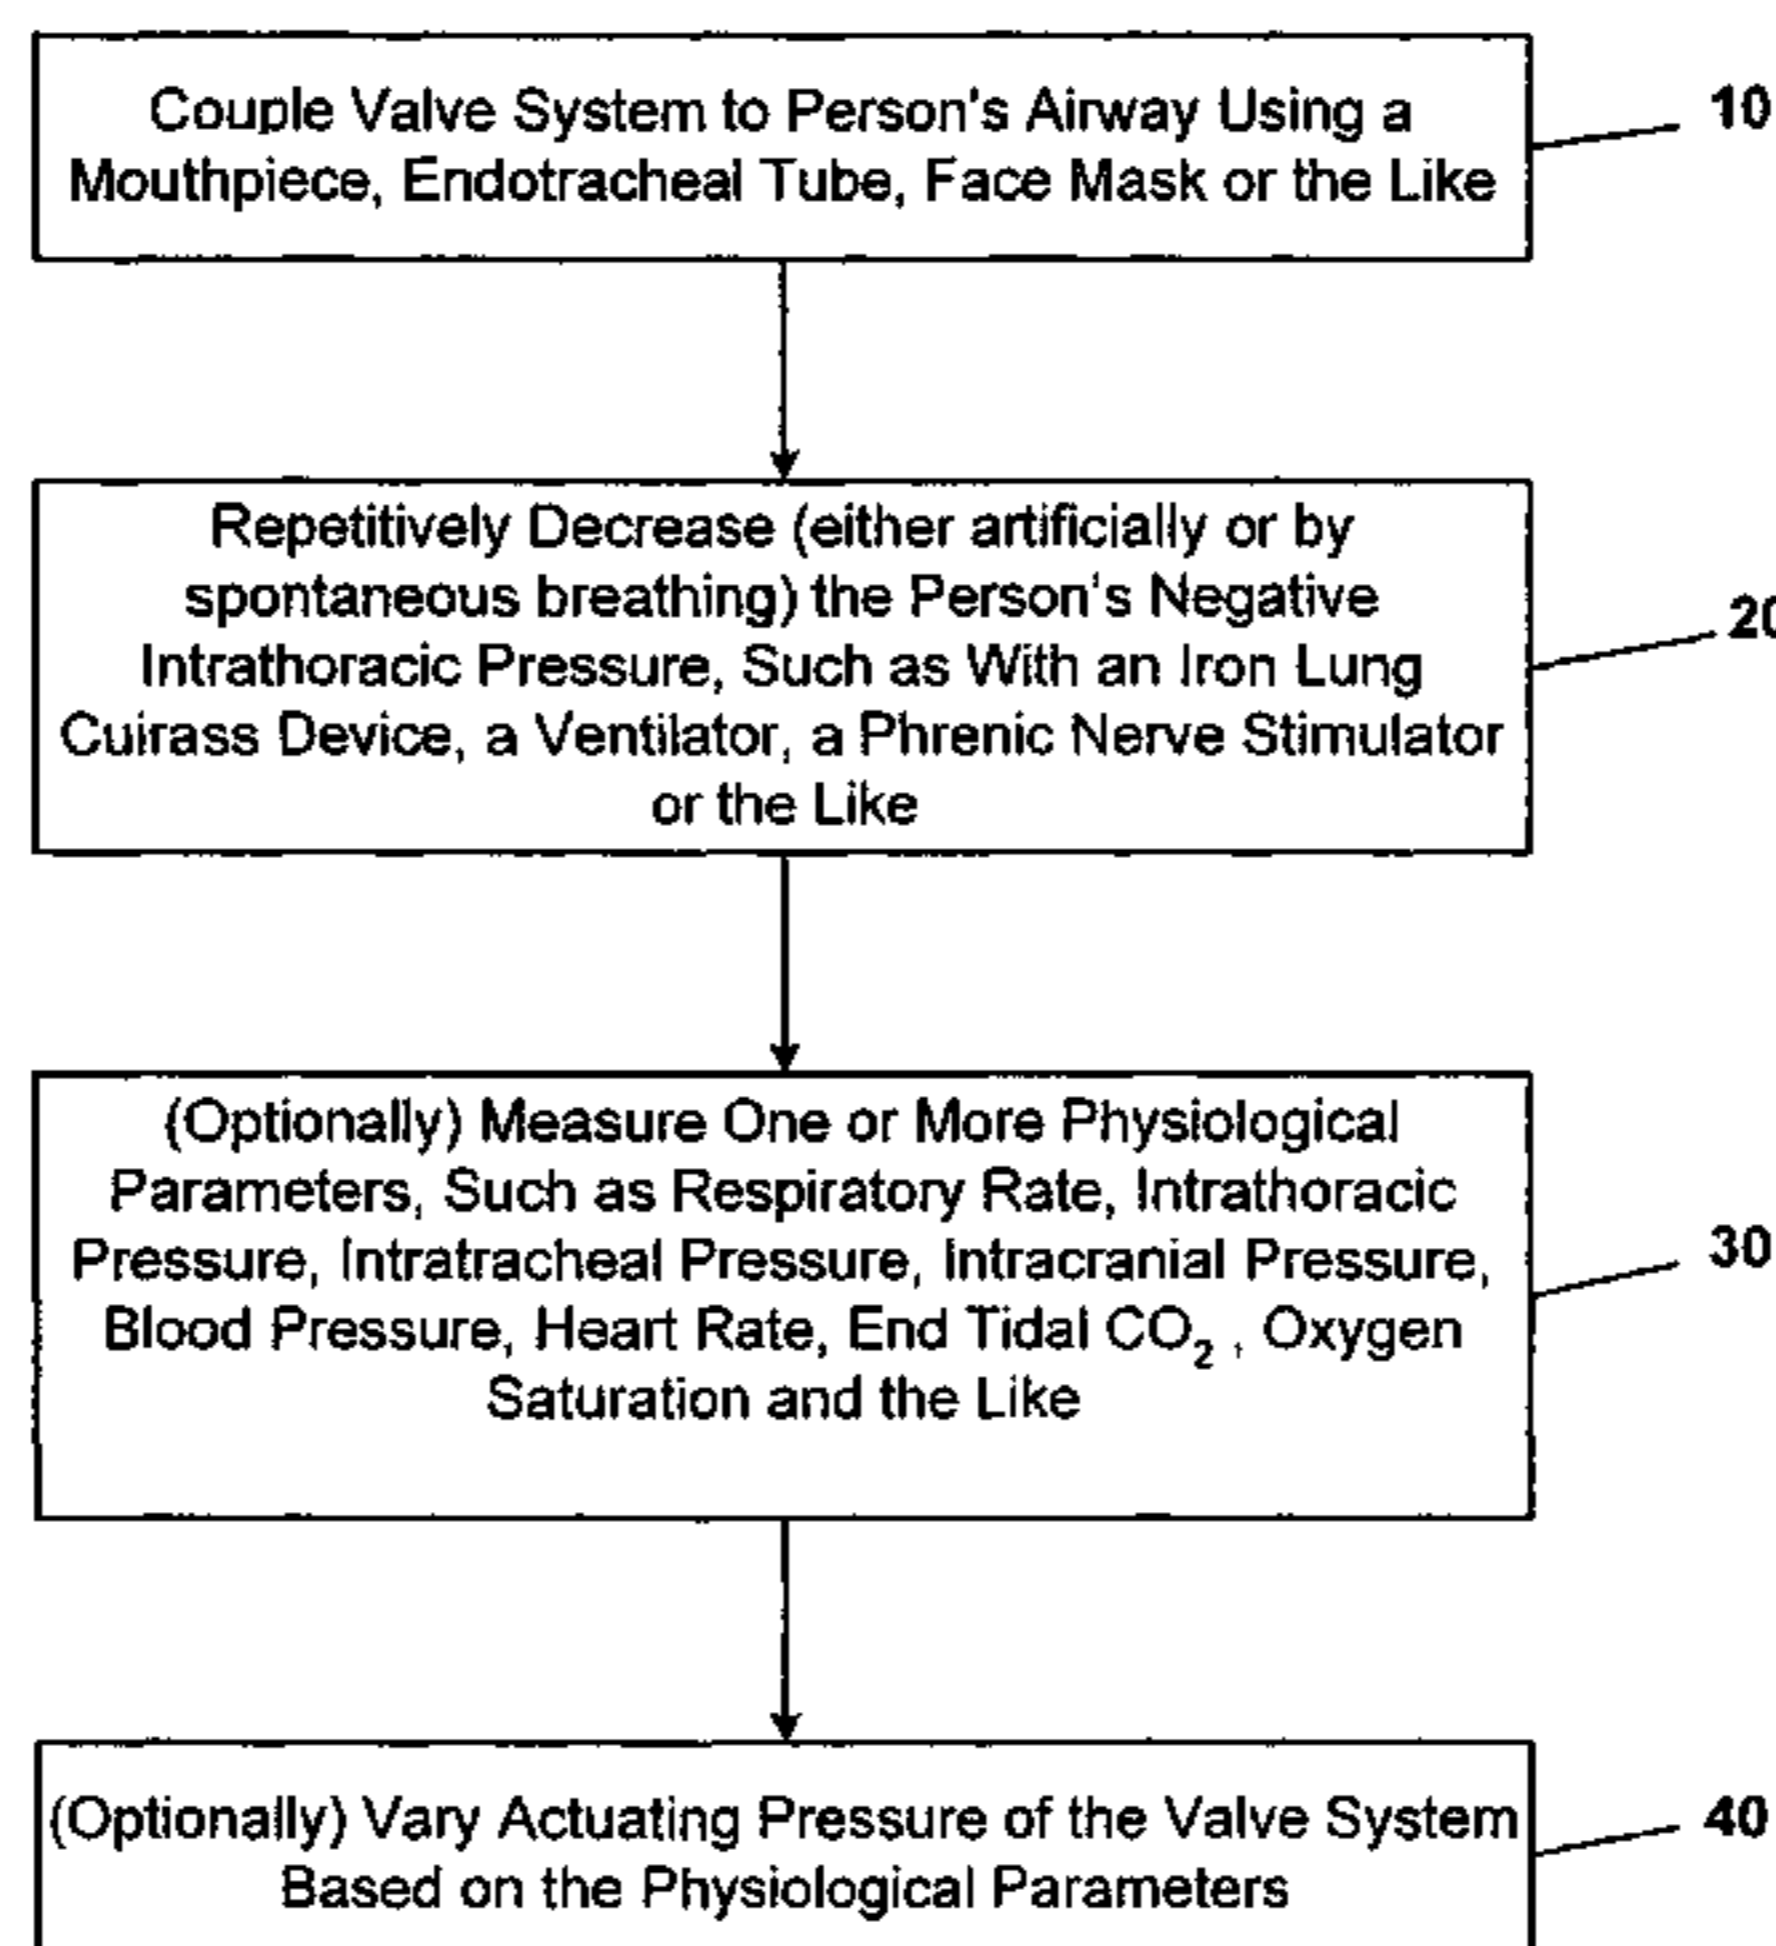 Couple Valve System to Person's Airway Using a
Mouthpiece, Endotracheal Tube, Face Mask or the Like
10
Repetitively Decrease (either artificially or by
spontaneous breathing) the Person's Negative
Intrathoracic Pressure, Such as With an Iron Lung
Cuirass Device, a Ventilator, a Phrenic Nerve Stimulator
or the Like
20
(Optionally) Measure One or More Physiological
Parameters, Such as Respiratory Rate, Intrathoracic
Pressure, Intratracheal Pressure, Intracranial Pressure,
Blood Pressure, Heart Rate, End Tidal CO₂ , Oxygen
Saturation and the Like
30
(Optionally) Vary Actuating Pressure of the Valve System
Based on the Physiological Parameters
40